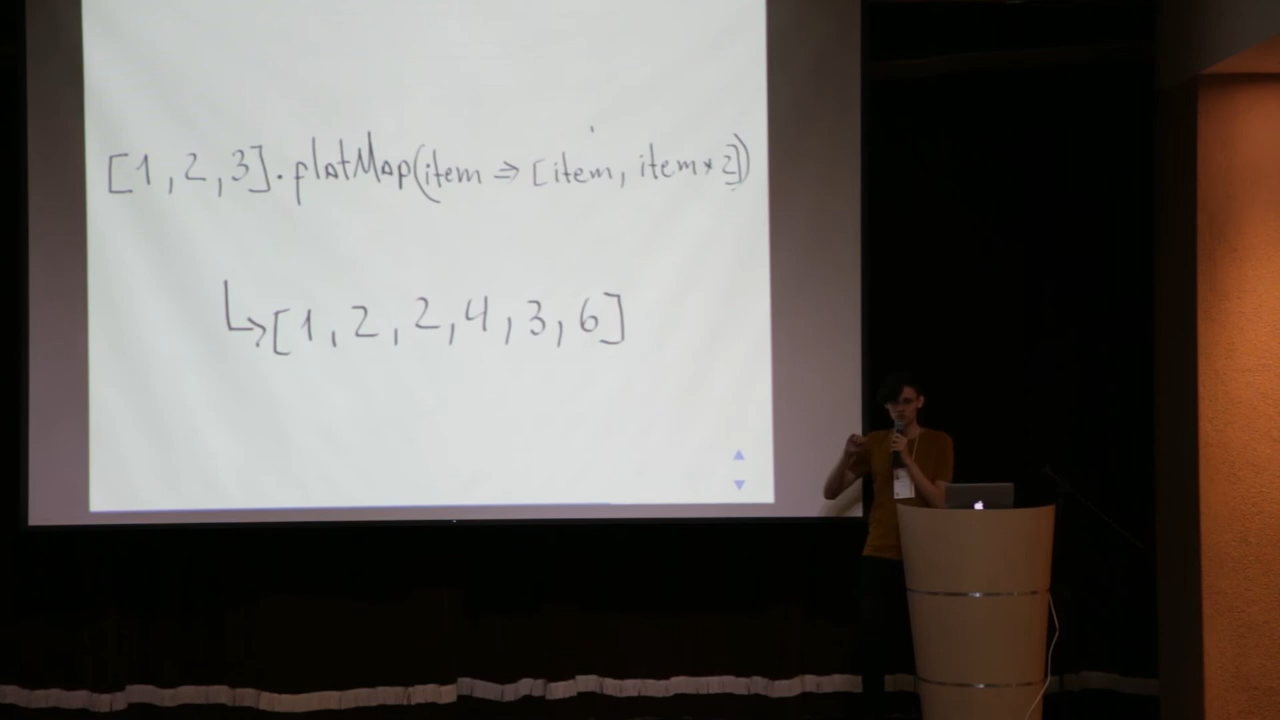 [1, 2, 3].flatMap(item => [item, item * 2])
↳[1, 2, 2, 4, 3, 6]